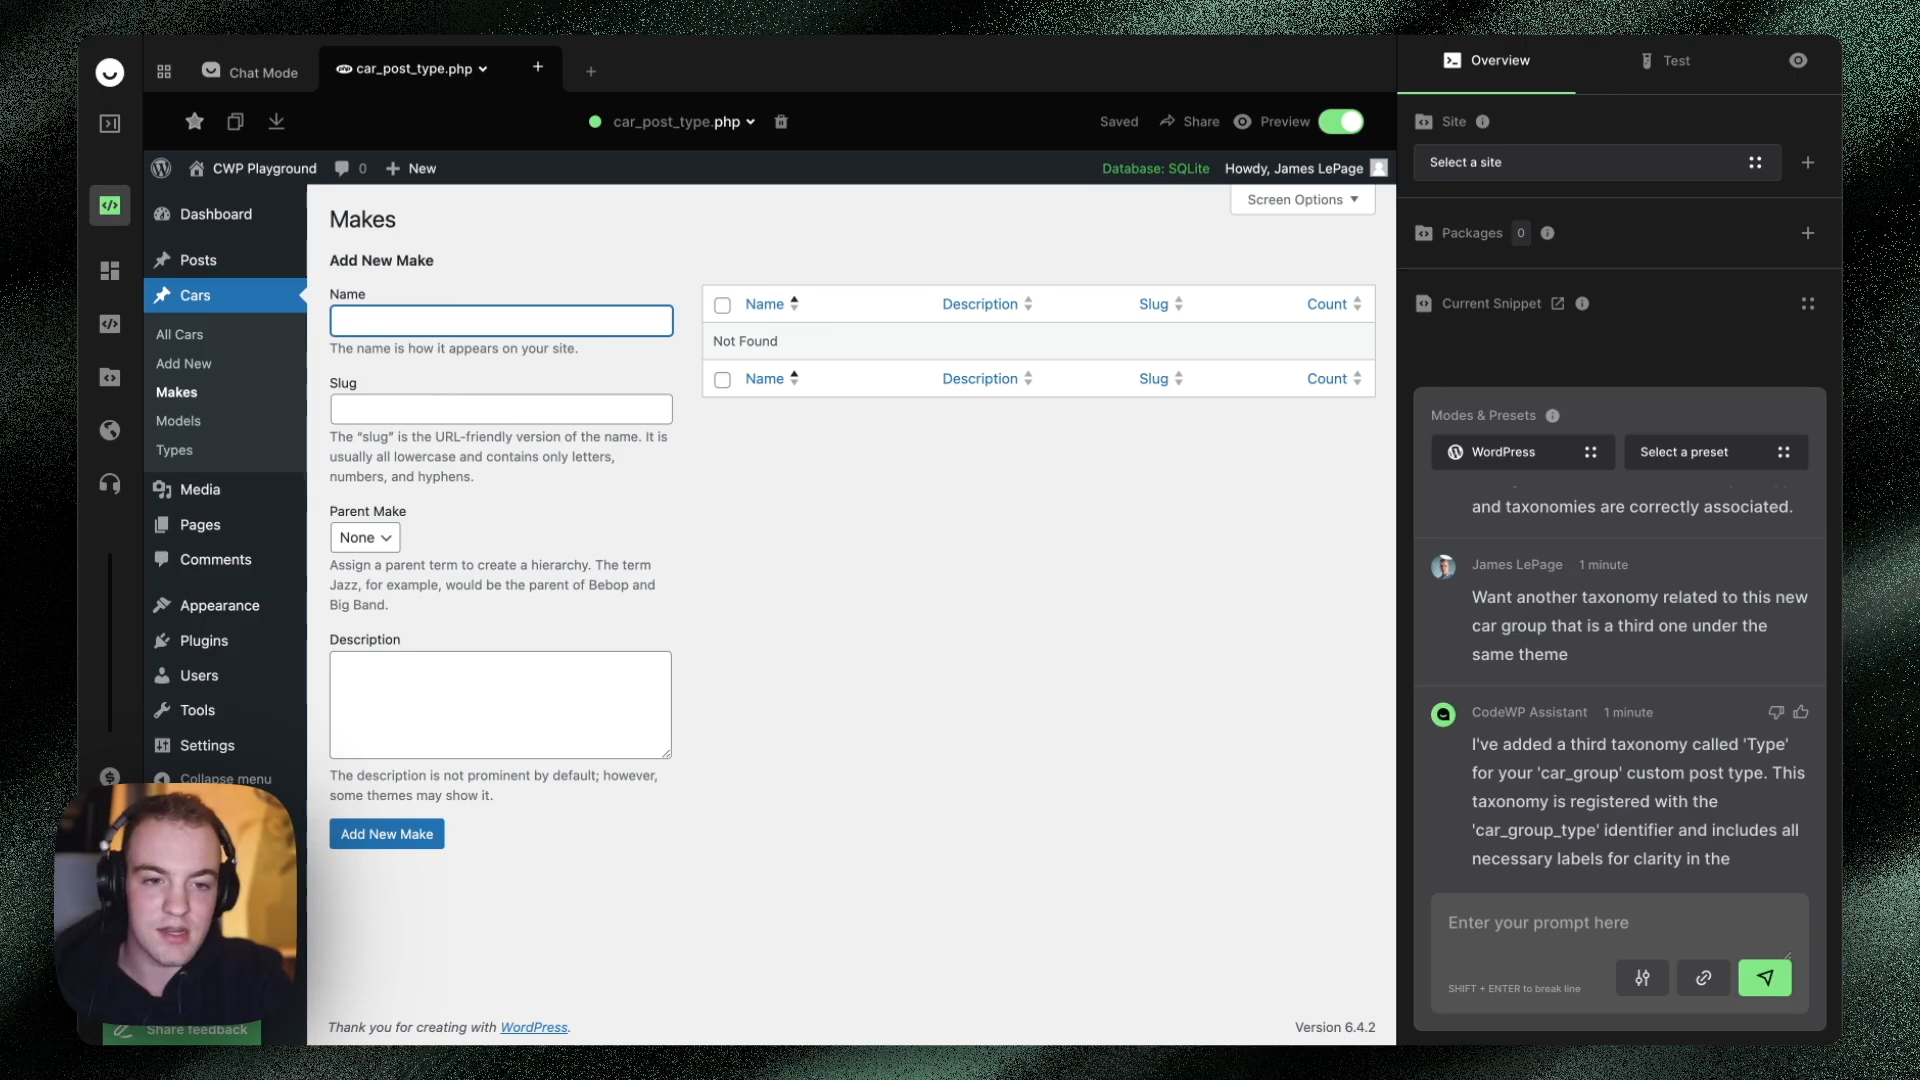 Chat Mode
php car_post_type.php
car_post_type.php
Saved
Share
Preview
CWP Playground
0
New
Database: SQLite
Howdy, James LePage
Dashboard
Posts
Cars
All Cars
Add New
Makes
Models
Types
Media
Pages
Comments
Appearance
Plugins
Users
Tools
Settings
Collapse menu
Share feedback
Screen Options
Makes
Add New Make
Name
The name is how it appears on your site.
Slug
The “slug” is the URL-friendly version of the name. It is
usually all lowercase and contains only letters,
numbers, and hyphens.
Parent Make
None
Assign a parent term to create a hierarchy. The term
Jazz, for example, would be the parent of Bebop and
Big Band.
Description
The description is not prominent by default; however,
some themes may show it.
Add New Make
Name Description Slug Count
Not Found
Name Description Slug Count
Thank you for creating with WordPress.
Version 6.4.2
Overview
Test
Site
Select a site
Packages 0
Current Snippet
Modes & Presets
WordPress
Select a preset
and taxonomies are correctly associated.
James LePage 1 minute
Want another taxonomy related to this new
car group that is a third one under the
same theme
CodeWP Assistant 1 minute
I've added a third taxonomy called 'Type'
for your 'car_group' custom post type. This
taxonomy is registered with the
'car_group_type' identifier and includes all
necessary labels for clarity in the
Enter your prompt here
SHIFT + ENTER to break line